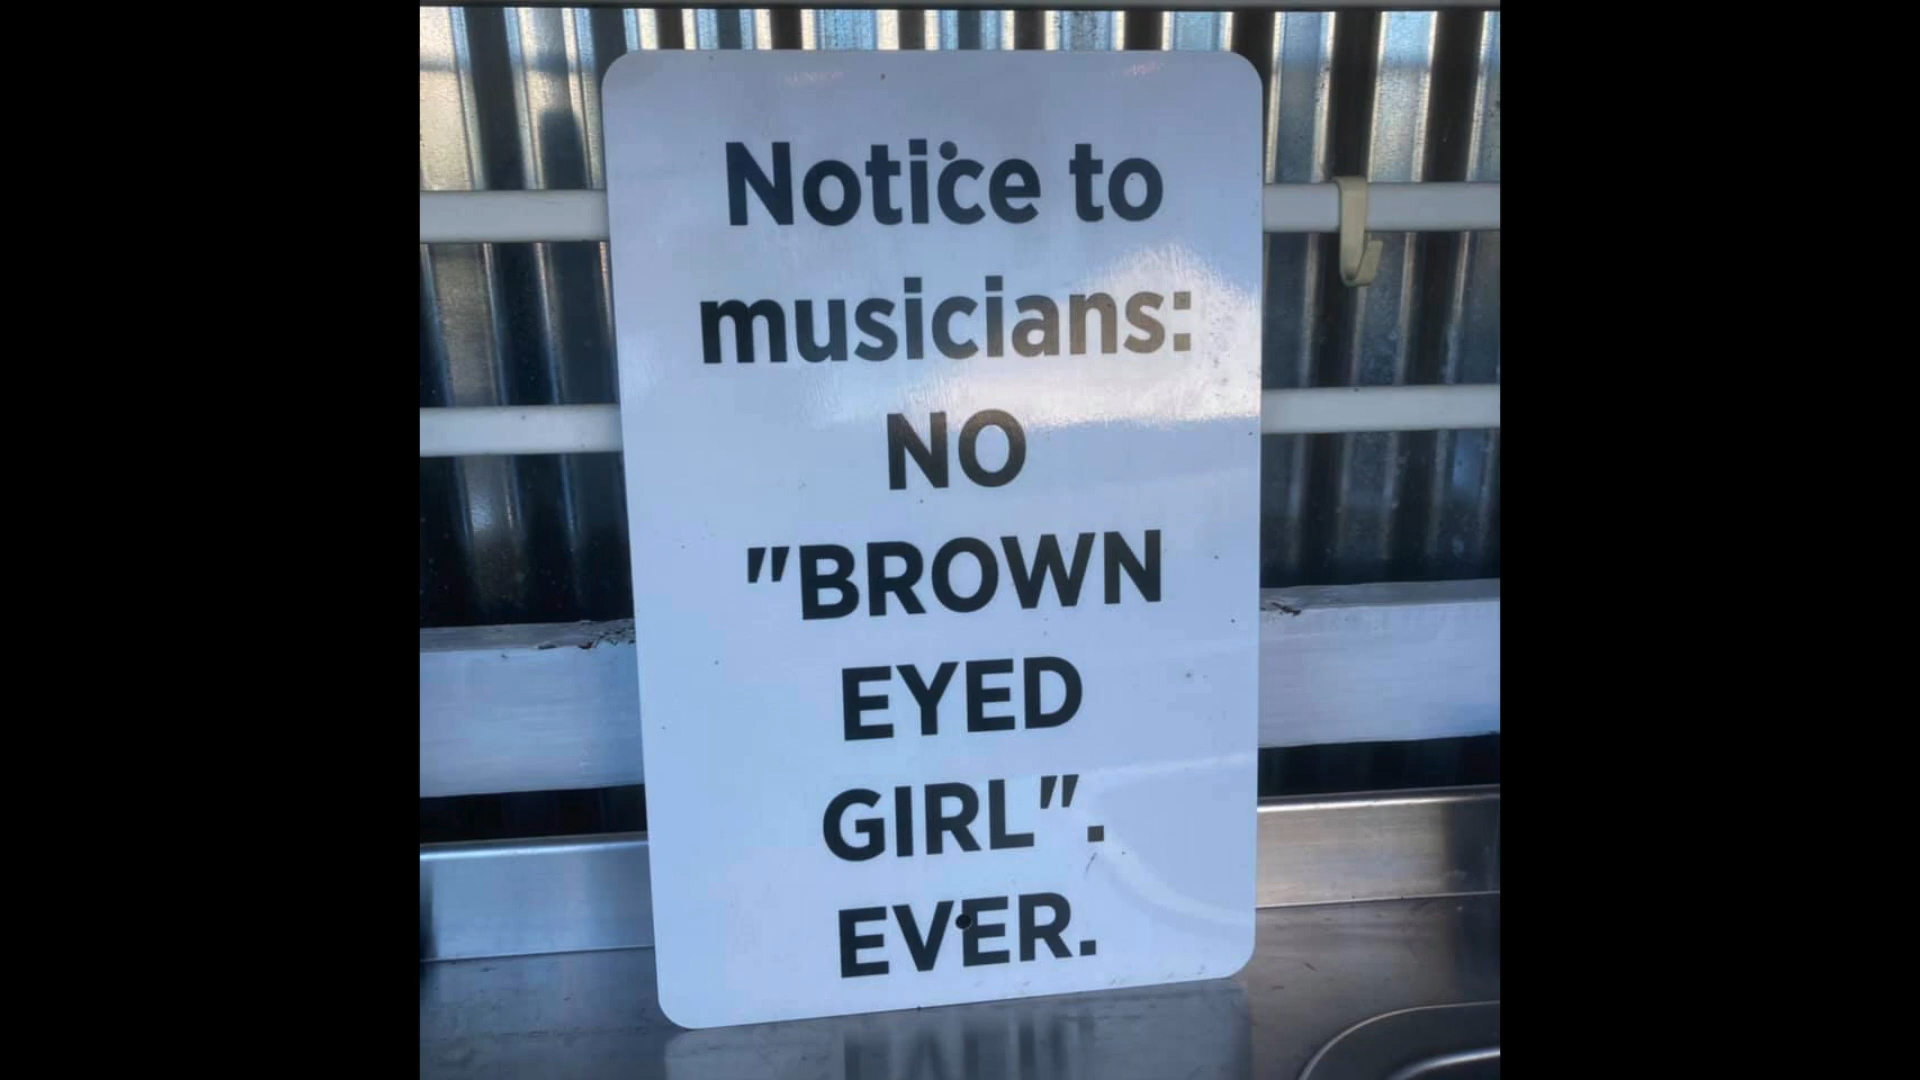 Notice to
musicians:
NO
"BROWN
EYED
GIRL".
EVER.